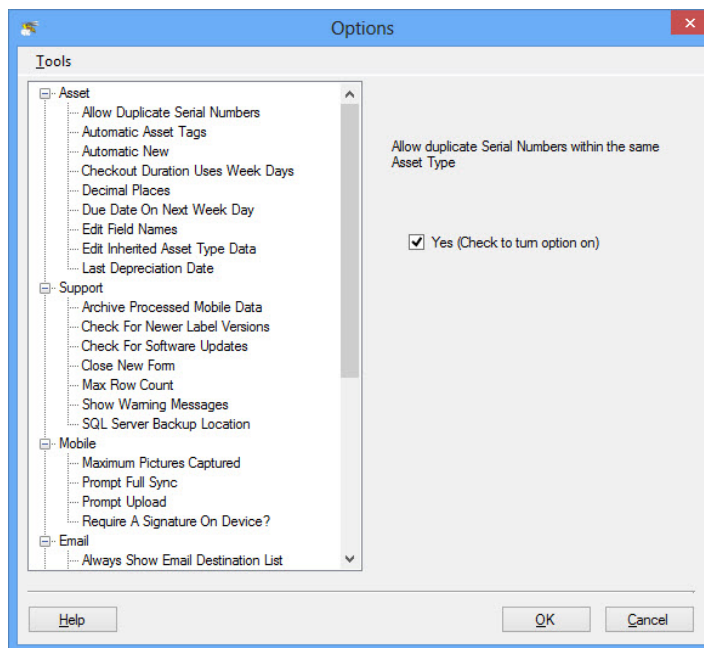 Options
Tools
Asset
Allow Duplicate Serial Numbers
Automatic Asset Tags
Automatic New
Checkout Duration Uses Week Days
Decimal Places
Due Date On Next Week Day
Edit Field Names
Edit Inherited Asset Type Data
Last Depreciation Date
Support
Archive Processed Mobile Data
Check For Newer Label Versions
Check For Software Updates
Close New Form
Max Row Count
Show Warning Messages
SQL Server Backup Location
Mobile
Maximum Pictures Captured
Prompt Full Sync
Prompt Upload
Require A Signature On Device?
Email
Always Show Email Destination List
Allow duplicate Serial Numbers within the same
Asset Type
Yes (Check to turn option on)
Help
OK
Cancel